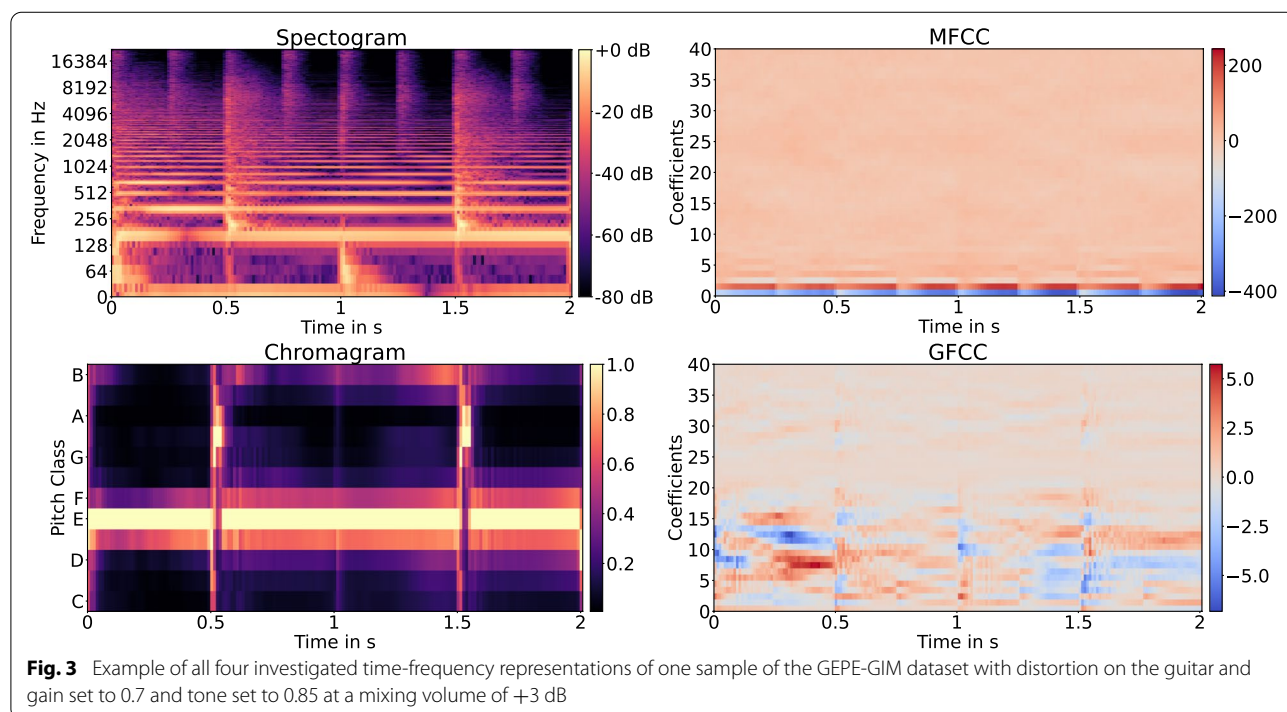 Spectogram
+0 dB
-20 dB
-40 dB
-60 dB
-80 dB
16384
8192
4096
2048
1024
512
256
128
64
0
Frequency in Hz
0 0.5 1 1.5 2
Time in s
MFCC
40
35
30
25
20
15
10
5
0
Coefficients
0 0.5 1 1.5 2
Time in s
200
0
−200
−400
Chromagram
B
A
G
F
E
D
C
Pitch Class
0 0.5 1 1.5 2
Time in s
1.0
0.8
0.6
0.4
0.2
GFCC
40
35
30
25
20
15
10
5
0
Coefficients
0 0.5 1 1.5 2
Time in s
5.0
2.5
0.0
−2.5
−5.0
Fig. 3 Example of all four investigated time-frequency representations of one sample of the GEPE-GIM dataset with distortion on the guitar and
gain set to 0.7 and tone set to 0.85 at a mixing volume of +3 dB